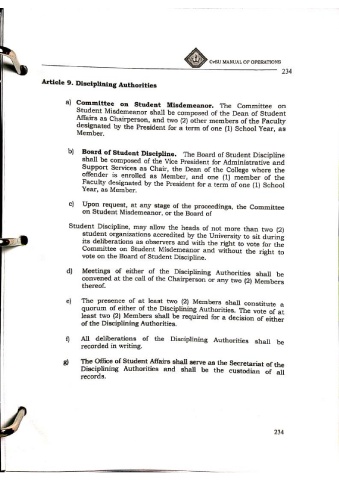 CvSU MANUAL OF OPERATIONS
234
Article 9. Disciplining Authorities
a) Committee on Student Misdemeanor. The Committee on
Student Misdemeanor shall be composed of the Dean of Student
Affairs as Chairperson, and two (2) other members of the Faculty
designated by the President for a term of one (1) School Year, as
Member.
b) Board of Student Discipline. The Board of Student Discipline
shall be composed of the Vice President for Administrative and
Support Services as Chair, the Dean of the College where the
offender is enrolled as Member, and one (1) member of the
Faculty designated by the President for a term of one (1) School
Year, as Member.
c) Upon request, at any stage of the proceedings, the Committee
on Student Misdemeanor, or the Board of
Student Discipline, may allow the heads of not more than two (2)
student organizations accredited by the University to sit during
its deliberations as observers and with the right to vote for the
Committee on Student Misdemeanor and without the right to
vote on the Board of Student Discipline.
d) Meetings of either of the Disciplining Authorities shall be
convened at the call of the Chairperson or any two (2) Members
thereof.
e) The presence of at least two (2) Members shall constitute a
quorum of either of the Disciplining Authorities. The vote of at
least two (2) Members shall be required for a decision of either
of the Disciplining Authorities.
f) All deliberations of the Disciplining Authorities shall be
recorded in writing.
g) The Office of Student Affairs shall serve as the Secretariat of the
Disciplining Authorities and shall be the custodian of all
records.
234